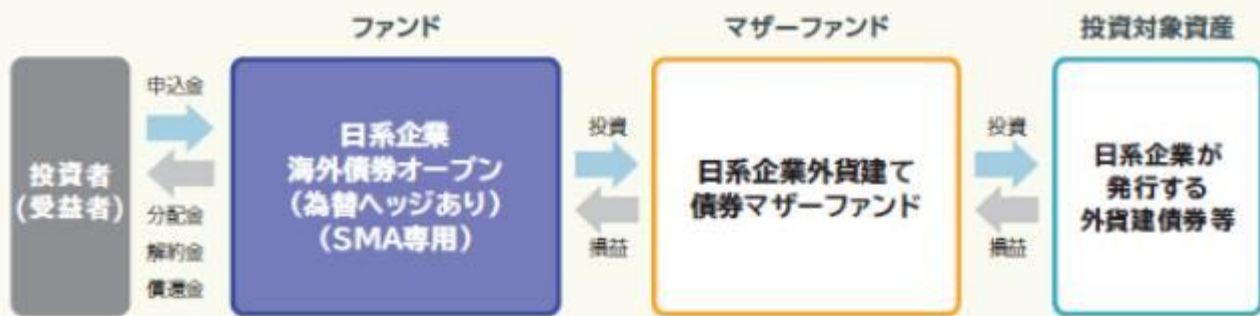 ファンド
マザーファンド
投資対象資産
投資者
(受益者)
申込金
分配金
解約金
償還金
日系企業
海外債券オープン
(為替ヘッジあり)
(SMA専用)
投資
損益
日系企業外貨建て
債券マザーファンド
投資
損益
日系企業が
発行する
外貨建債券等